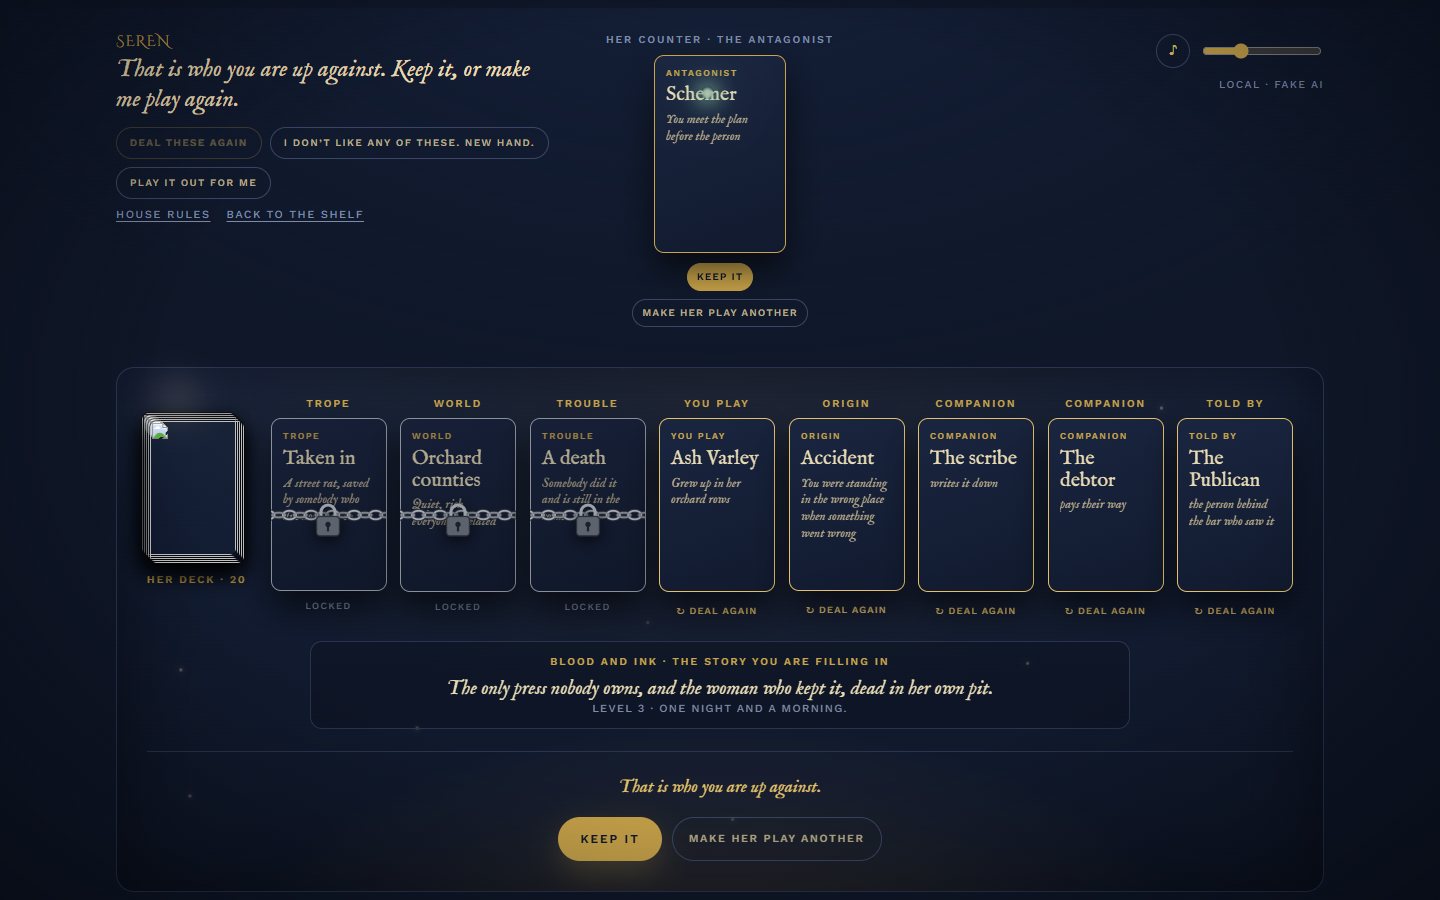 SEREN
That is who you are up against. Keep it, or make
me play again.
DEAL THESE AGAIN
I DON'T LIKE ANY OF THESE. NEW HAND.
PLAY IT OUT FOR ME
HOUSE RULES
BACK TO THE SHELF
HER COUNTER · THE ANTAGONIST
ANTAGONIST
Schemer
You meet the plan
before the person
KEEP IT
MAKE HER PLAY ANOTHER
♪
LOCAL · FAKE AI
HER DECK · 20
TROPE
TROPE
Taken in
A street rat, saved
by somebody who
LOCKED
WORLD
WORLD
Orchard
counties
Quiet, rich,
LOCKED
TROUBLE
TROUBLE
A death
Somebody did it
and is still in the
LOCKED
YOU PLAY
YOU PLAY
Ash Varley
Grew up in her
orchard rows
↻ DEAL AGAIN
ORIGIN
ORIGIN
Accident
You were standing
in the wrong place
when something
went wrong
↻ DEAL AGAIN
COMPANION
COMPANION
The scribe
writes it down
↻ DEAL AGAIN
COMPANION
COMPANION
The
debtor
pays their way
↻ DEAL AGAIN
TOLD BY
TOLD BY
The
Publican
the person behind
the bar who saw it
↻ DEAL AGAIN
BLOOD AND INK · THE STORY YOU ARE FILLING IN
The only press nobody owns, and the woman who kept it, dead in her own pit.
LEVEL 3 · ONE NIGHT AND A MORNING.
That is who you are up against.
KEEP IT
MAKE HER PLAY ANOTHER